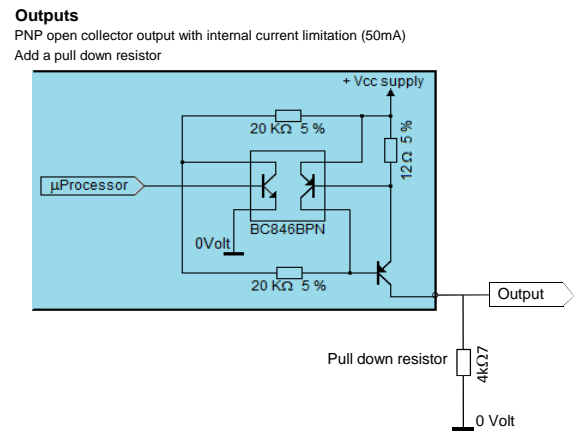 Outputs
PNP open collector output with internal current limitation (50mA)
Add a pull down resistor
+ Vcc supply
20 KΩ 5 %
12Ω 5 %
µProcessor
BC846BPN
0Volt
20 KΩ 5 %
Output
Pull down resistor
4kΩ7
0 Volt